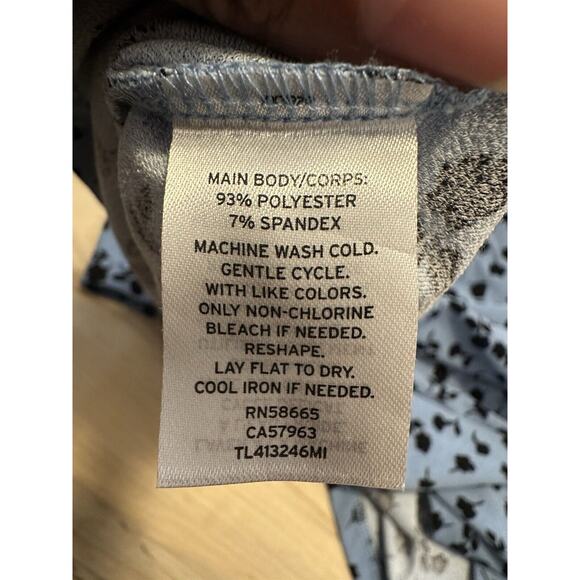 MAIN BODY/CORPS:
93% POLYESTER
7% SPANDEX
MACHINE WASH COLD.
GENTLE CYCLE.
WITH LIKE COLORS.
ONLY NON-CHLORINE
BLEACH IF NEEDED.
RESHAPE.
LAY FLAT TO DRY.
COOL IRON IF NEEDED.
RN58665
CA57963
TL413246MI